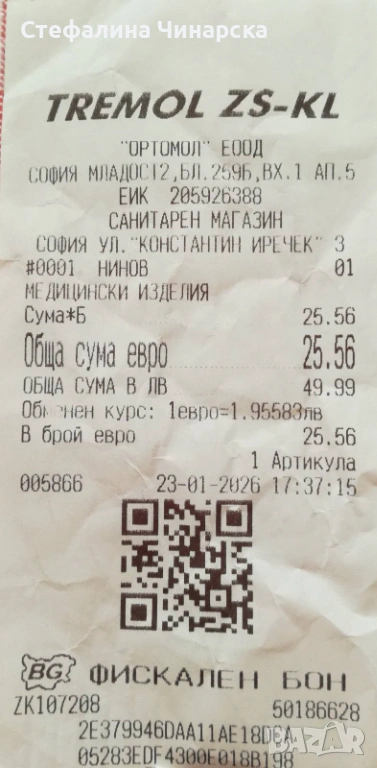 Стефалина Чинарска
TREMOL ZS-KL
"ОРТОМОЛ" ЕООД
СОФИЯ МЛАДОСТ2,БЛ.259Б,ВХ.1 АП.5
ЕИК 205926388
САНИТАРЕН МАГАЗИН
СОФИЯ УЛ."КОНСТАНТИН ИРЕЧЕК" 3
#0001 НИНОВ 01
МЕДИЦИНСКИ ИЗДЕЛИЯ
Сума*Б 25.56
Обща сума евро 25.56
ОБЩА СУМА В ЛВ 49.99
курс: 1евро=1.95583лв
В брой евро 25.56
1 Артикула
005866 23-01-2026 17:37:15
BG ФИСКАЛЕН БОН
ZK107208 50186628
05283EDF4300E018B198
BAZAR